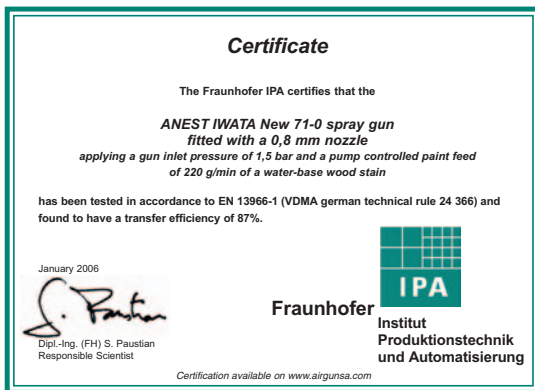 Certificate
The Fraunhofer IPA certifies that the
ANEST IWATA New 71-0 spray gun
fitted with a 0,8 mm nozzle
applying a gun inlet pressure of 1,5 bar and a pump controlled paint feed
of 220 g/min of a water-base wood stain
has been tested in accordance to EN 13966-1 (VDMA german technical rule 24 366) and
found to have a transfer efficiency of 87%.
January 2006
S. Paustian
Dipl.-Ing. (FH) S. Paustian
Responsible Scientist
IPA
Fraunhofer
Institut
Produktionstechnik
und Automatisierung
Certification available on www.airgunsa.com